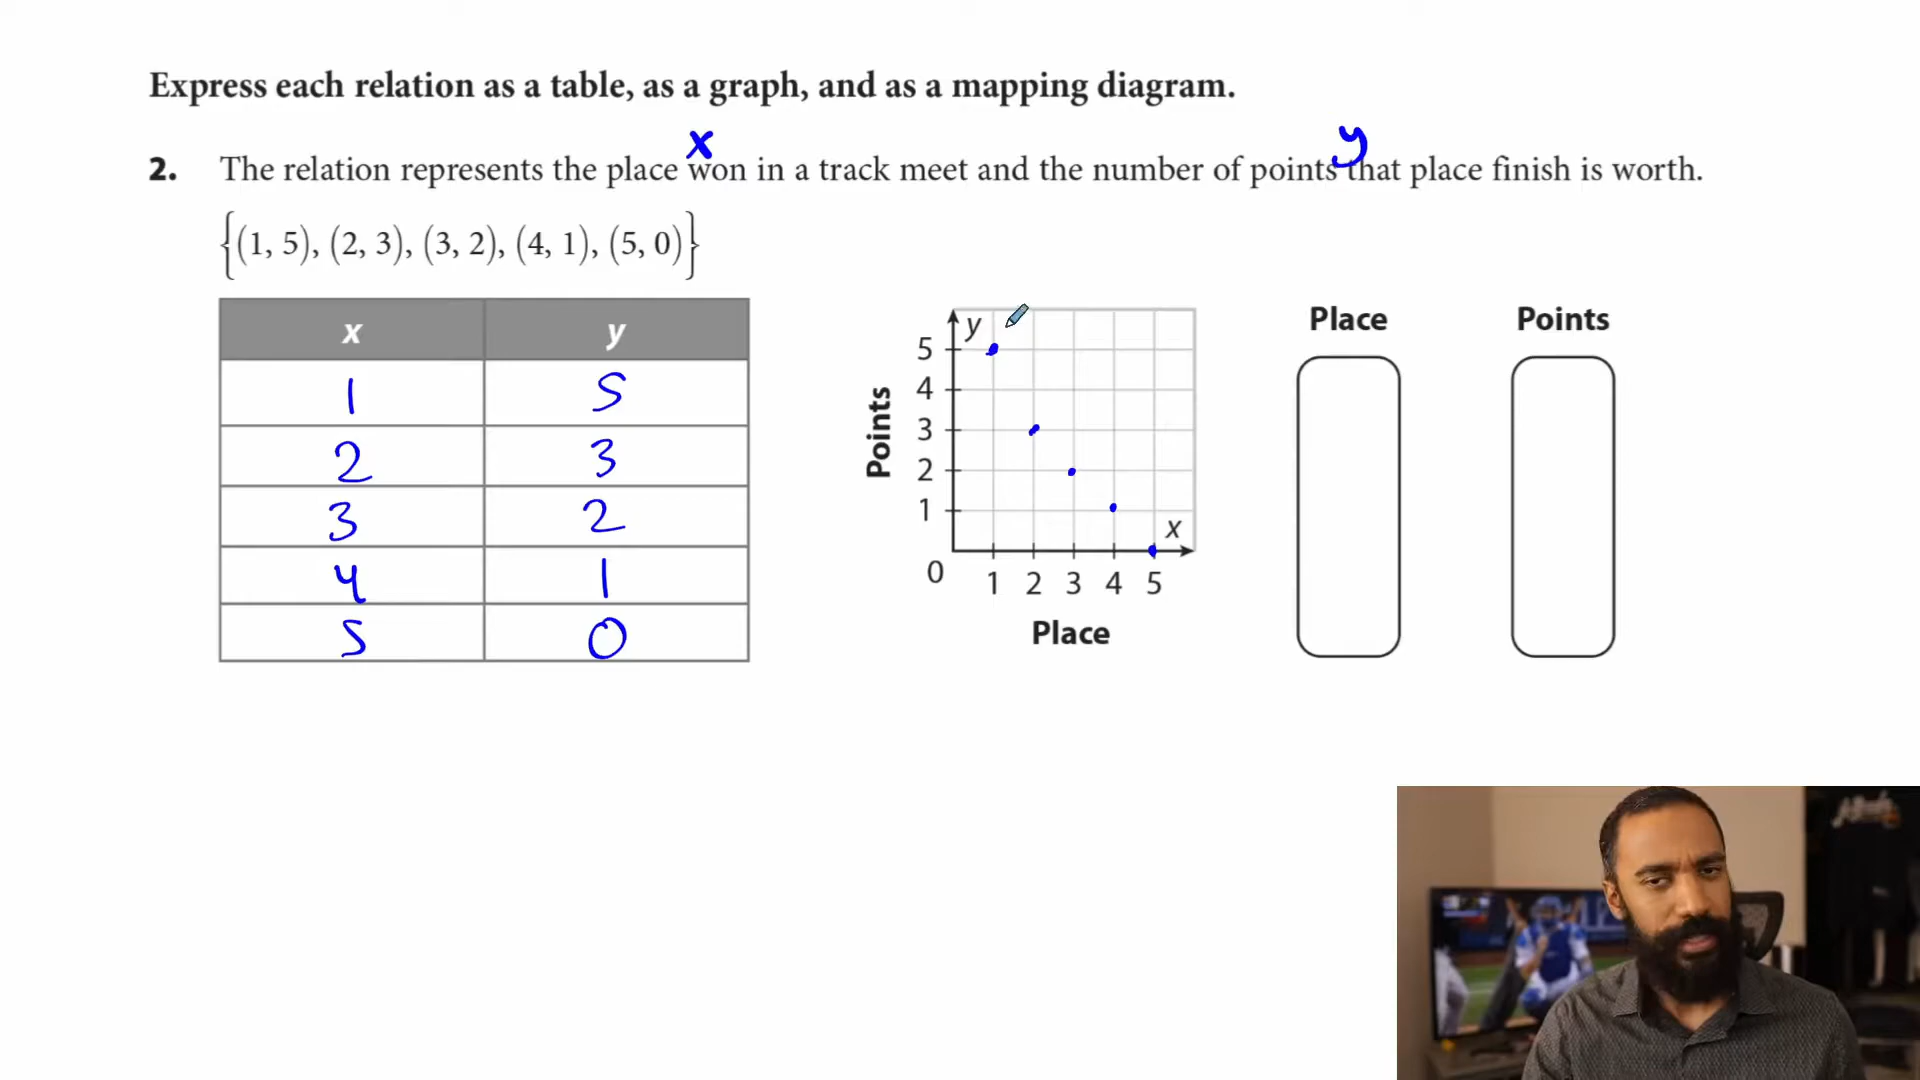 Express each relation as a table, as a graph, and as a mapping diagram.
x y
2. The relation represents the place won in a track meet and the number of points that place finish is worth.
{(1, 5), (2, 3), (3, 2), (4, 1), (5, 0)}
x y
1 5
2 3
3 2
4 1
5 0
y
5
4
3
2
1
0
x
1 2 3 4 5
Points
Place
Place Points